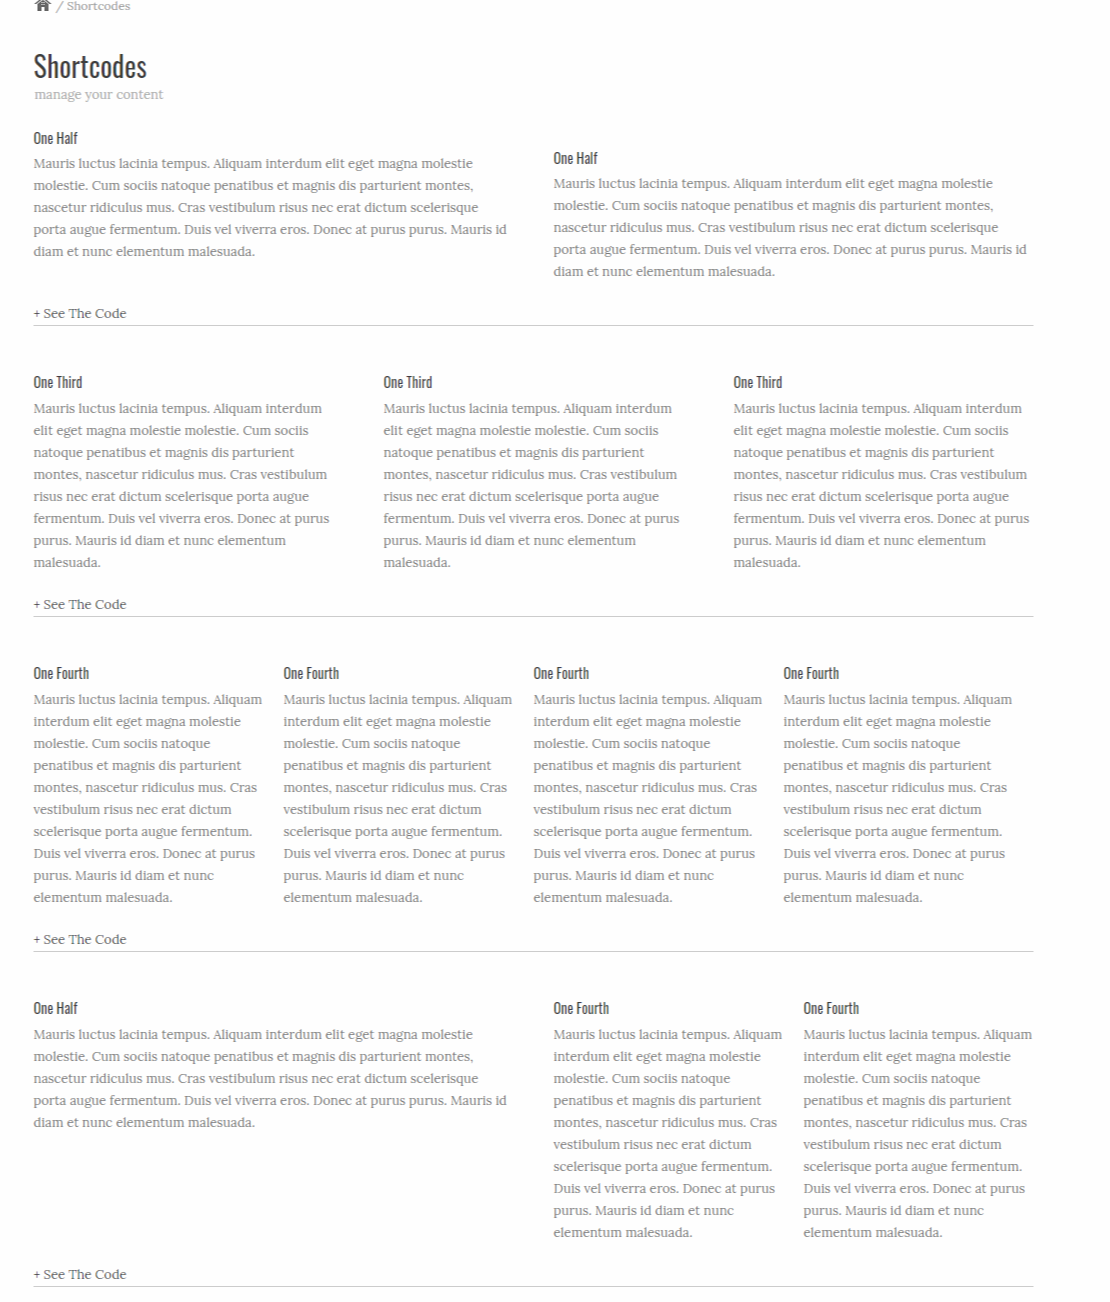 / Shortcodes
Shortcodes
manage your content
One Half
Mauris luctus lacinia tempus. Aliquam interdum elit eget magna molestie
molestie. Cum sociis natoque penatibus et magnis dis parturient montes,
nascetur ridiculus mus. Cras vestibulum risus nec erat dictum scelerisque
porta augue fermentum. Duis vel viverra eros. Donec at purus purus. Mauris id
diam et nunc elementum malesuada.
One Half
Mauris luctus lacinia tempus. Aliquam interdum elit eget magna molestie
molestie. Cum sociis natoque penatibus et magnis dis parturient montes,
nascetur ridiculus mus. Cras vestibulum risus nec erat dictum scelerisque
porta augue fermentum. Duis vel viverra eros. Donec at purus purus. Mauris id
diam et nunc elementum malesuada.
+ See The Code
One Third
Mauris luctus lacinia tempus. Aliquam interdum
elit eget magna molestie molestie. Cum sociis
natoque penatibus et magnis dis parturient
montes, nascetur ridiculus mus. Cras vestibulum
risus nec erat dictum scelerisque porta augue
fermentum. Duis vel viverra eros. Donec at purus
purus. Mauris id diam et nunc elementum
malesuada.
One Third
Mauris luctus lacinia tempus. Aliquam interdum
elit eget magna molestie molestie. Cum sociis
natoque penatibus et magnis dis parturient
montes, nascetur ridiculus mus. Cras vestibulum
risus nec erat dictum scelerisque porta augue
fermentum. Duis vel viverra eros. Donec at purus
purus. Mauris id diam et nunc elementum
malesuada.
One Third
Mauris luctus lacinia tempus. Aliquam interdum
elit eget magna molestie molestie. Cum sociis
natoque penatibus et magnis dis parturient
montes, nascetur ridiculus mus. Cras vestibulum
risus nec erat dictum scelerisque porta augue
fermentum. Duis vel viverra eros. Donec at purus
purus. Mauris id diam et nunc elementum
malesuada.
+ See The Code
One Fourth
Mauris luctus lacinia tempus. Aliquam
interdum elit eget magna molestie
molestie. Cum sociis natoque
penatibus et magnis dis parturient
montes, nascetur ridiculus mus. Cras
vestibulum risus nec erat dictum
scelerisque porta augue fermentum.
Duis vel viverra eros. Donec at purus
purus. Mauris id diam et nunc
elementum malesuada.
One Fourth
Mauris luctus lacinia tempus. Aliquam
interdum elit eget magna molestie
molestie. Cum sociis natoque
penatibus et magnis dis parturient
montes, nascetur ridiculus mus. Cras
vestibulum risus nec erat dictum
scelerisque porta augue fermentum.
Duis vel viverra eros. Donec at purus
purus. Mauris id diam et nunc
elementum malesuada.
One Fourth
Mauris luctus lacinia tempus. Aliquam
interdum elit eget magna molestie
molestie. Cum sociis natoque
penatibus et magnis dis parturient
montes, nascetur ridiculus mus. Cras
vestibulum risus nec erat dictum
scelerisque porta augue fermentum.
Duis vel viverra eros. Donec at purus
purus. Mauris id diam et nunc
elementum malesuada.
One Fourth
Mauris luctus lacinia tempus. Aliquam
interdum elit eget magna molestie
molestie. Cum sociis natoque
penatibus et magnis dis parturient
montes, nascetur ridiculus mus. Cras
vestibulum risus nec erat dictum
scelerisque porta augue fermentum.
Duis vel viverra eros. Donec at purus
purus. Mauris id diam et nunc
elementum malesuada.
+ See The Code
One Half
Mauris luctus lacinia tempus. Aliquam interdum elit eget magna molestie
molestie. Cum sociis natoque penatibus et magnis dis parturient montes,
nascetur ridiculus mus. Cras vestibulum risus nec erat dictum scelerisque
porta augue fermentum. Duis vel viverra eros. Donec at purus purus. Mauris id
diam et nunc elementum malesuada.
One Fourth
Mauris luctus lacinia tempus. Aliquam
interdum elit eget magna molestie
molestie. Cum sociis natoque
penatibus et magnis dis parturient
montes, nascetur ridiculus mus. Cras
vestibulum risus nec erat dictum
scelerisque porta augue fermentum.
Duis vel viverra eros. Donec at purus
purus. Mauris id diam et nunc
elementum malesuada.
One Fourth
Mauris luctus lacinia tempus. Aliquam
interdum elit eget magna molestie
molestie. Cum sociis natoque
penatibus et magnis dis parturient
montes, nascetur ridiculus mus. Cras
vestibulum risus nec erat dictum
scelerisque porta augue fermentum.
Duis vel viverra eros. Donec at purus
purus. Mauris id diam et nunc
elementum malesuada.
+ See The Code